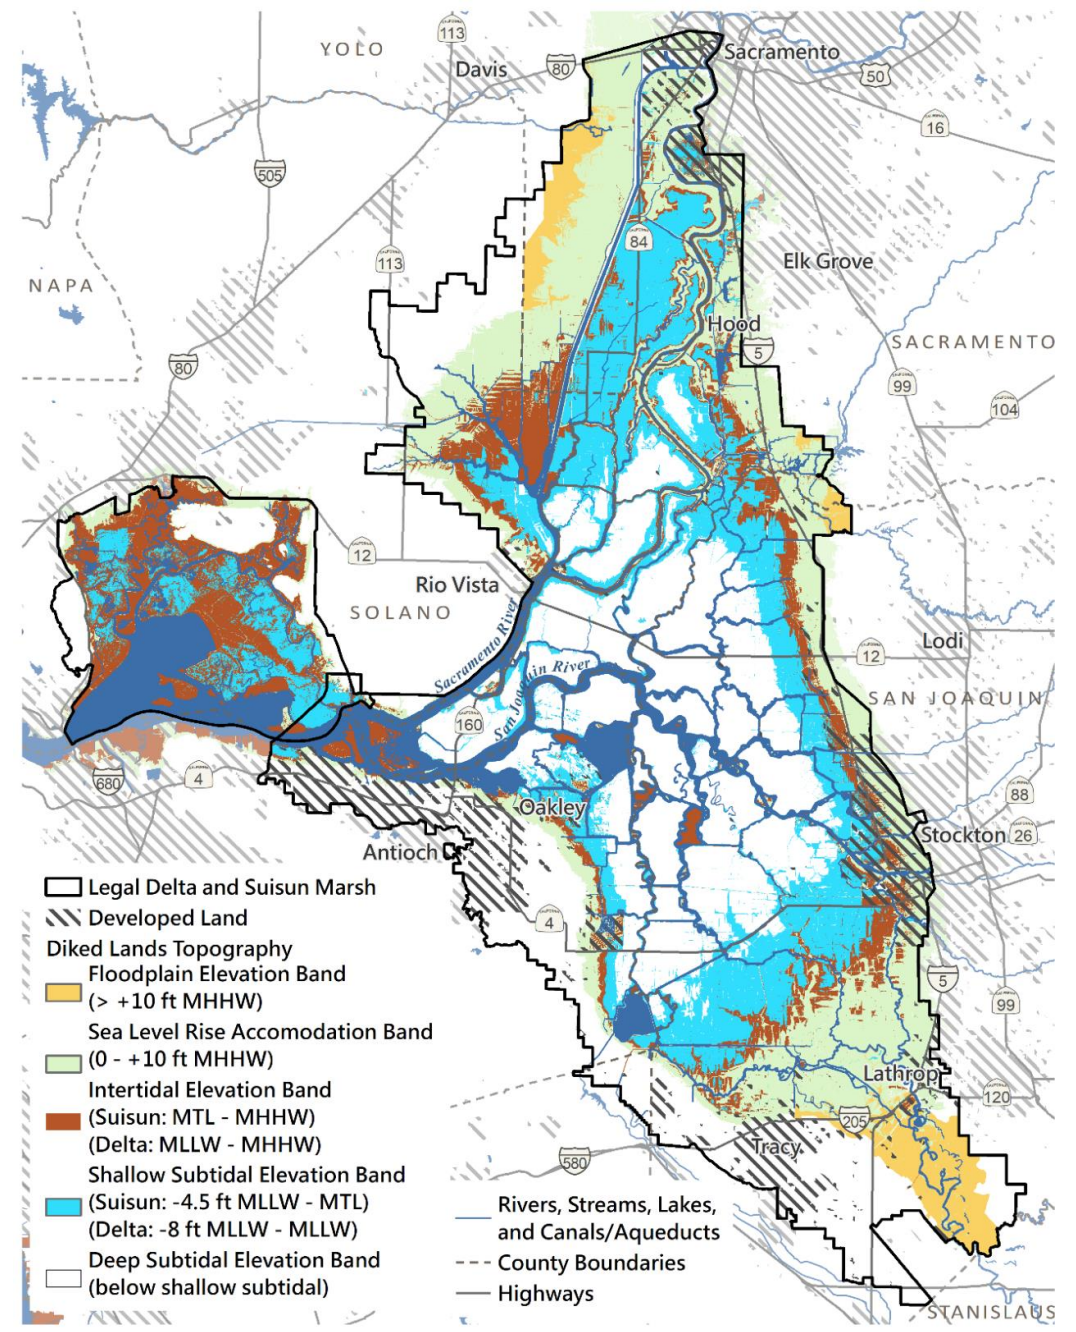 YOLO
113
Sacramento
Davis
80
50
16
505
84
113
Elk Grove
NAPA
Hood
5
SACRAMENTO
80
99
104
12
Rio Vista
SOLANO
Sacramento River
San Joaquin River
Lodi
12
SAN JOAQUIN
160
680
4
88
Oakley
Stockton
26
Antioch
4
5
99
Lathrop
120
205
Tracy
580
STANISLAUS
Legal Delta and Suisun Marsh
Developed Land
Diked Lands Topography
Floodplain Elevation Band
(> +10 ft MHHW)
Sea Level Rise Accomodation Band
(0 - +10 ft MHHW)
Intertidal Elevation Band
(Suisun: MTL - MHHW)
(Delta: MLLW - MHHW)
Shallow Subtidal Elevation Band
(Suisun: -4.5 ft MLLW - MTL)
(Delta: -8 ft MLLW - MLLW)
Deep Subtidal Elevation Band
(below shallow subtidal)
Rivers, Streams, Lakes,
and Canals/Aqueducts
County Boundaries
Highways